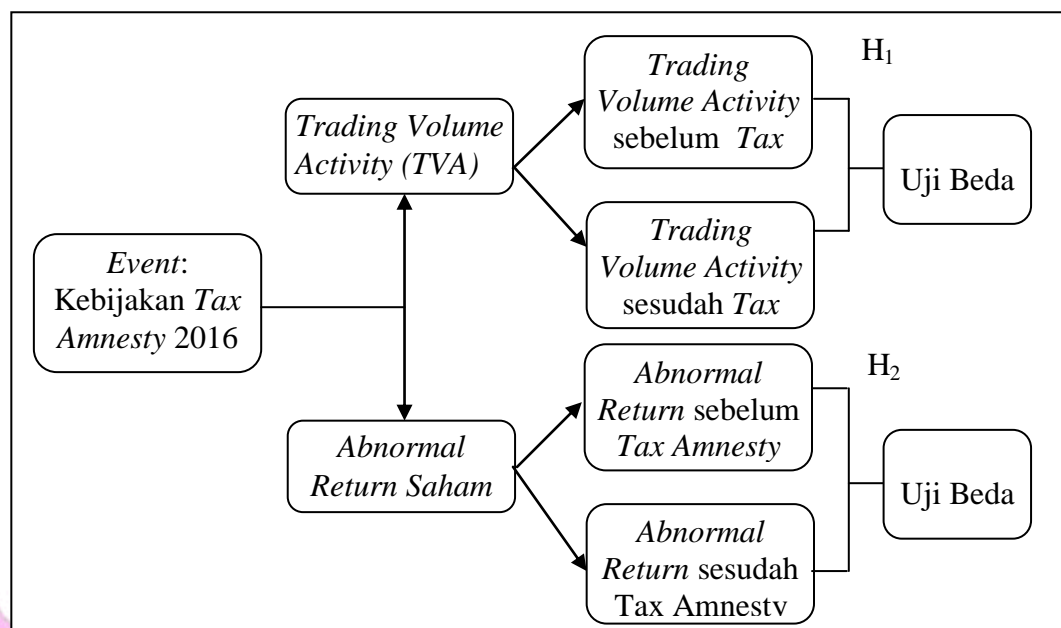 Event:
Kebijakan Tax
Amnesty 2016
Trading Volume
Activity (TVA)
Abnormal
Return Saham
Trading
Volume Activity
sebelum Tax
Trading
Volume Activity
sesudah Tax
H1
Uji Beda
Abnormal
Return sebelum
Tax Amnesty
Abnormal
Return sesudah
Tax Amnesty
H2
Uji Beda